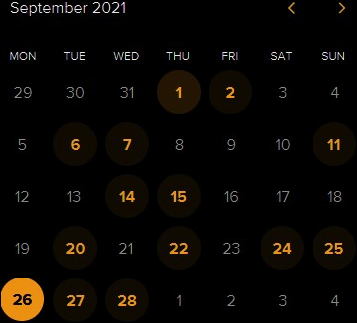 September 2021
MON TUE WED THU FRI SAT SUN
29 30 31 1 2 3 4
5 6 7 8 9 10 11
12 13 14 15 16 17 18
19 20 21 22 23 24 25
26 27 28 1 2 3 4